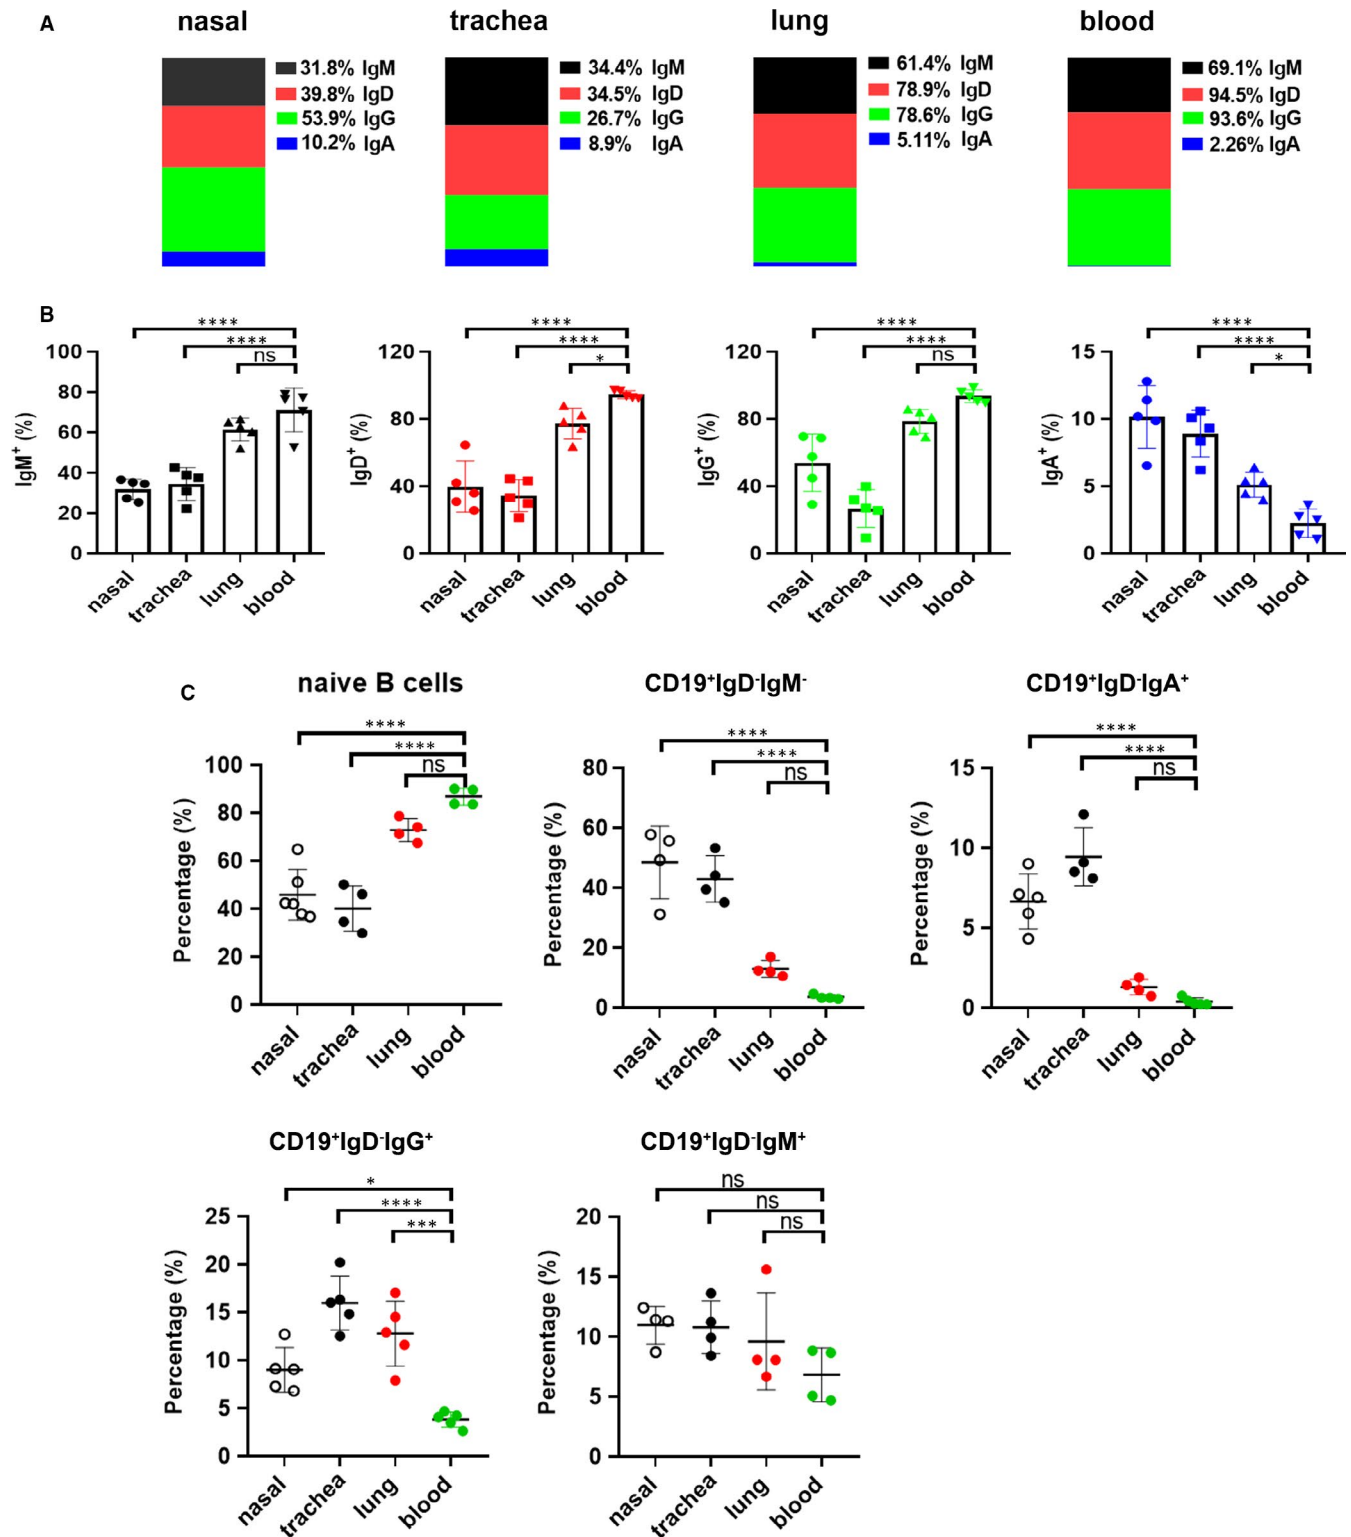 A
nasal
trachea
lung
blood
31.8% IgM
39.8% IgD
53.9% IgG
10.2% IgA
34.4% IgM
34.5% IgD
26.7% IgG
8.9% IgA
61.4% IgM
78.9% IgD
78.6% IgG
5.11% IgA
69.1% IgM
94.5% IgD
93.6% IgG
2.26% IgA
B
****
****
ns
IgM⁺ (%)
100
80
60
40
20
0
nasal
trachea
lung
blood
****
****
*
IgD⁺ (%)
120
80
40
0
nasal
trachea
lung
blood
****
****
ns
IgG⁺ (%)
120
80
40
0
nasal
trachea
lung
blood
****
****
*
IgA⁺ (%)
15
10
5
0
nasal
trachea
lung
blood
C
naive B cells
****
****
ns
Percentage (%)
100
80
60
40
20
0
nasal
trachea
lung
blood
CD19⁺IgD⁻IgM⁻
****
****
ns
Percentage (%)
80
60
40
20
0
nasal
trachea
lung
blood
CD19⁺IgD⁻IgA⁺
****
****
ns
Percentage (%)
15
10
5
0
nasal
trachea
lung
blood
CD19⁺IgD⁻IgG⁺
*
****
***
Percentage (%)
25
20
15
10
5
0
nasal
trachea
lung
blood
CD19⁺IgD⁻IgM⁺
ns
ns
ns
Percentage (%)
20
15
10
5
0
nasal
trachea
lung
blood